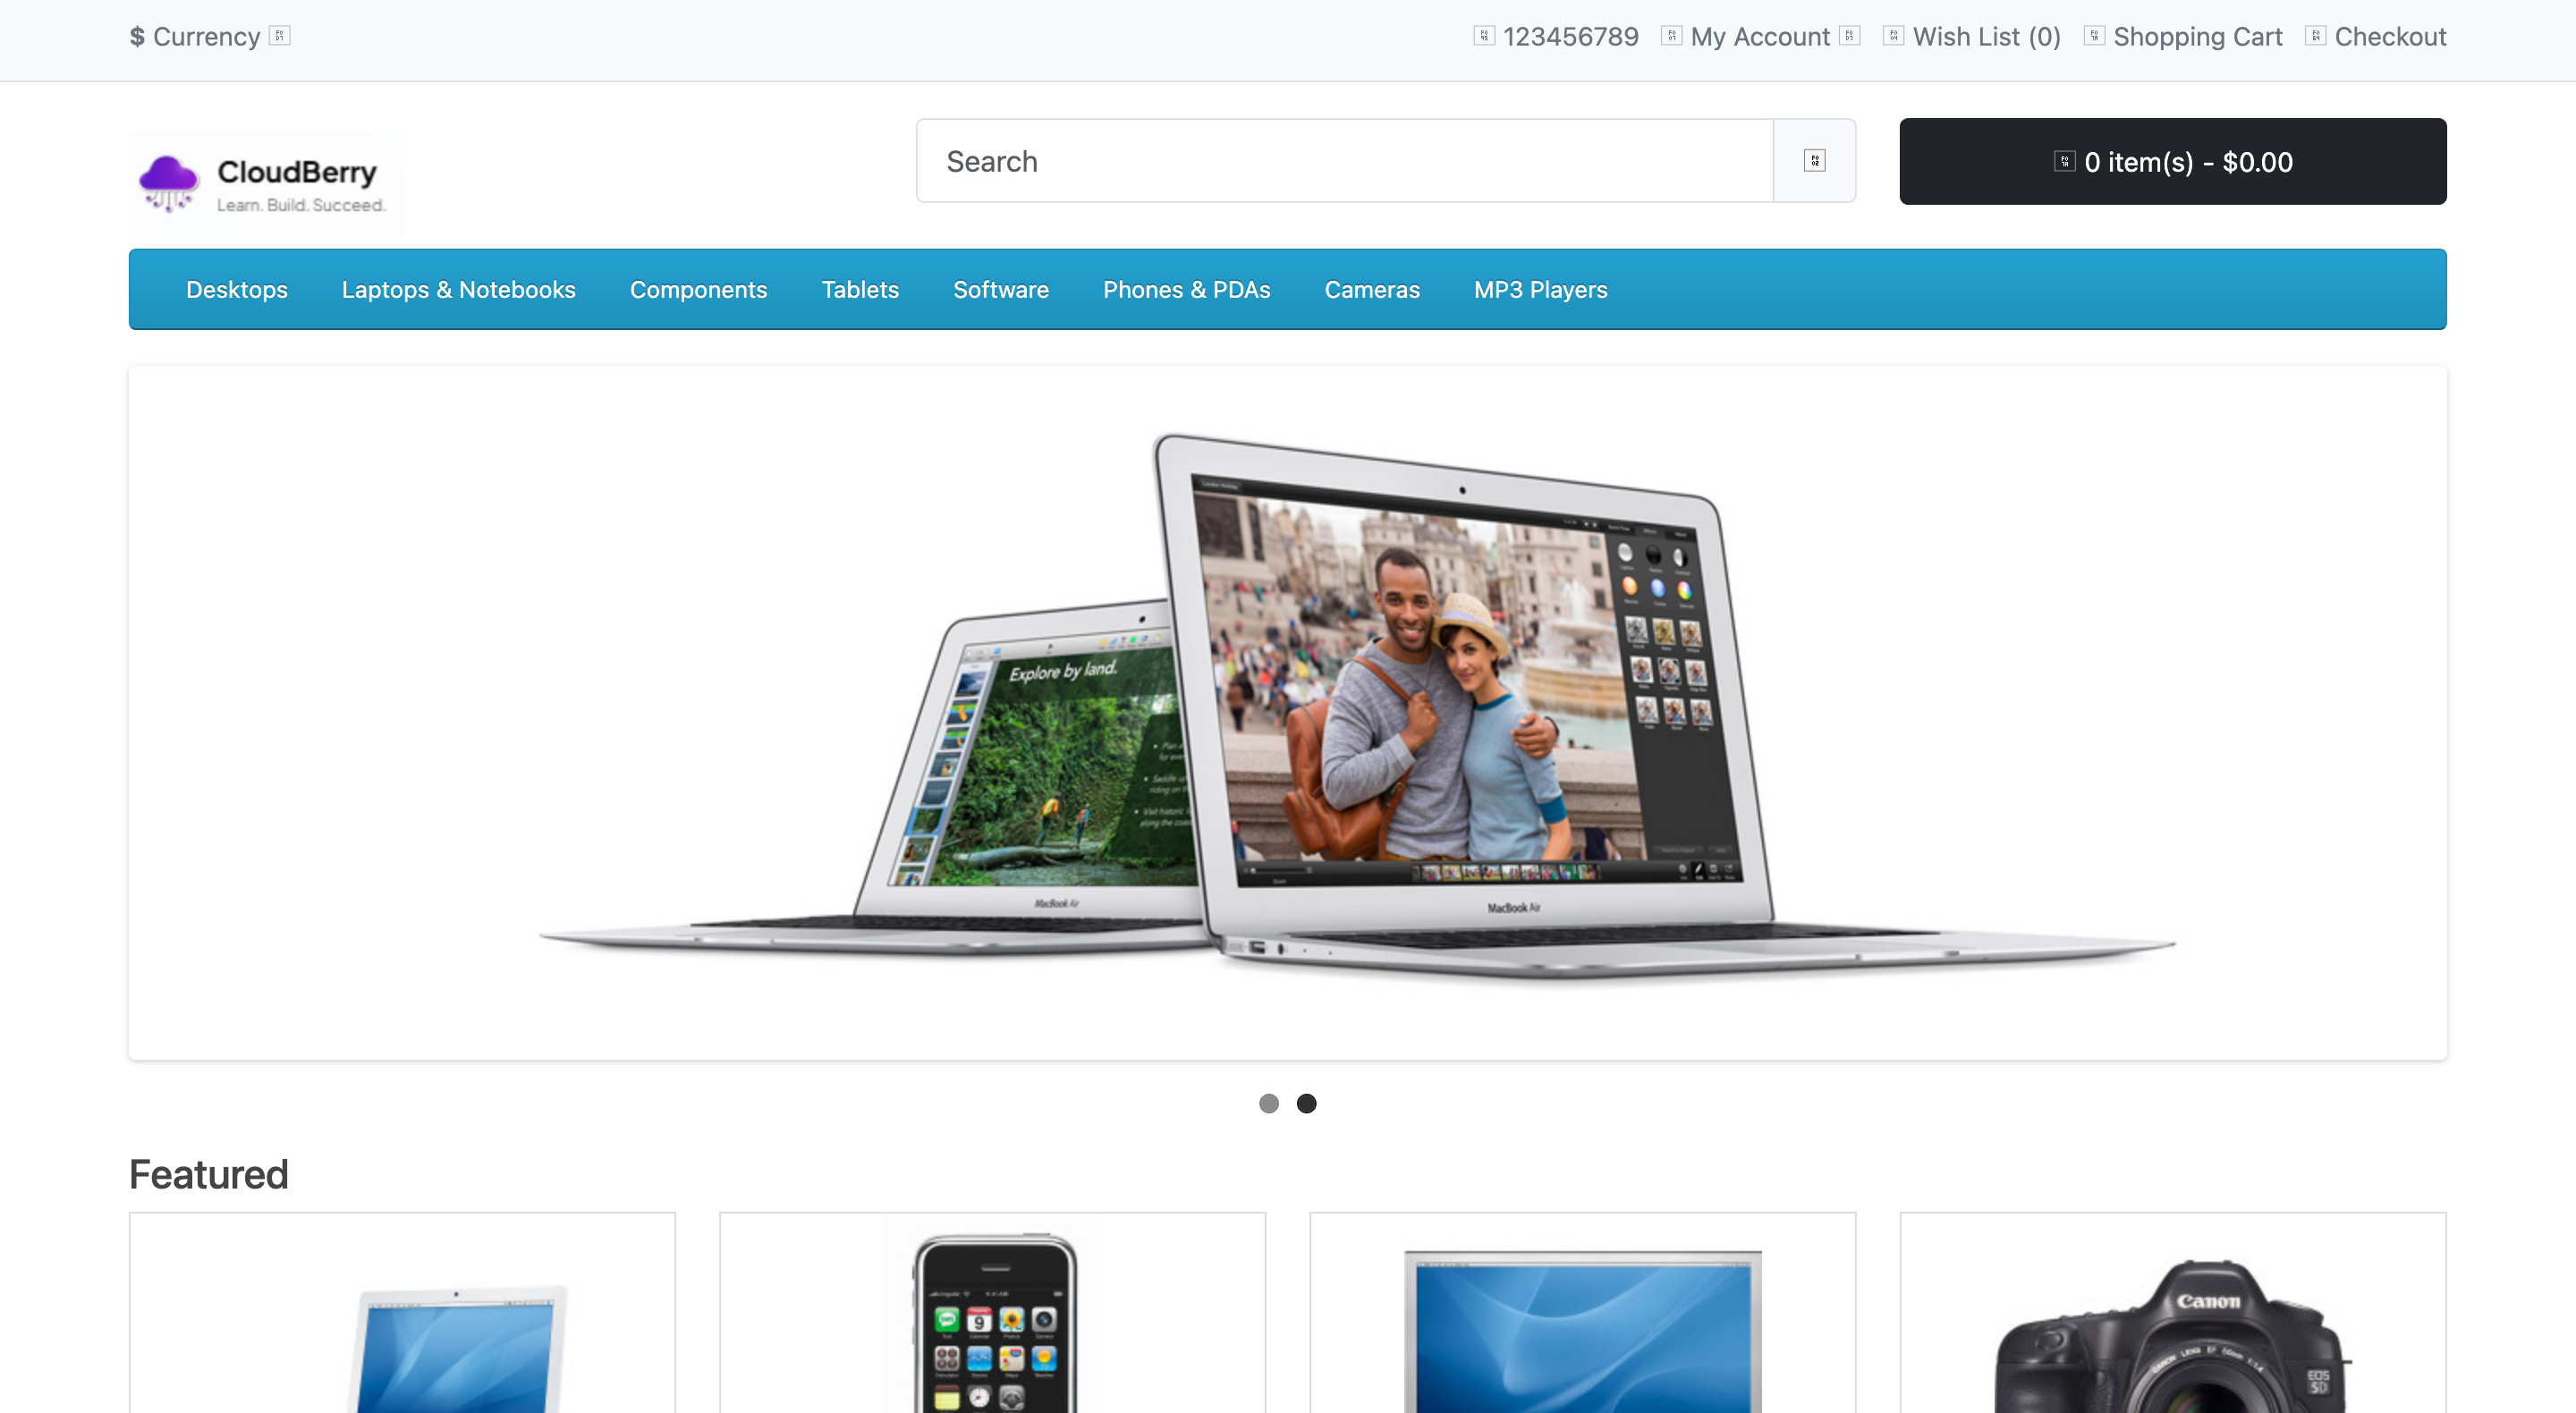 $ Currency
123456789 My Account Wish List (0) Shopping Cart Checkout
CloudBerry
Learn. Build. Succeed.
Search
0 item(s) - $0.00
Desktops Laptops & Notebooks Components Tablets Software Phones & PDAs Cameras MP3 Players
Explore by land.
MacBook Air
MacBook Air
Featured
Canon
EOS
5D